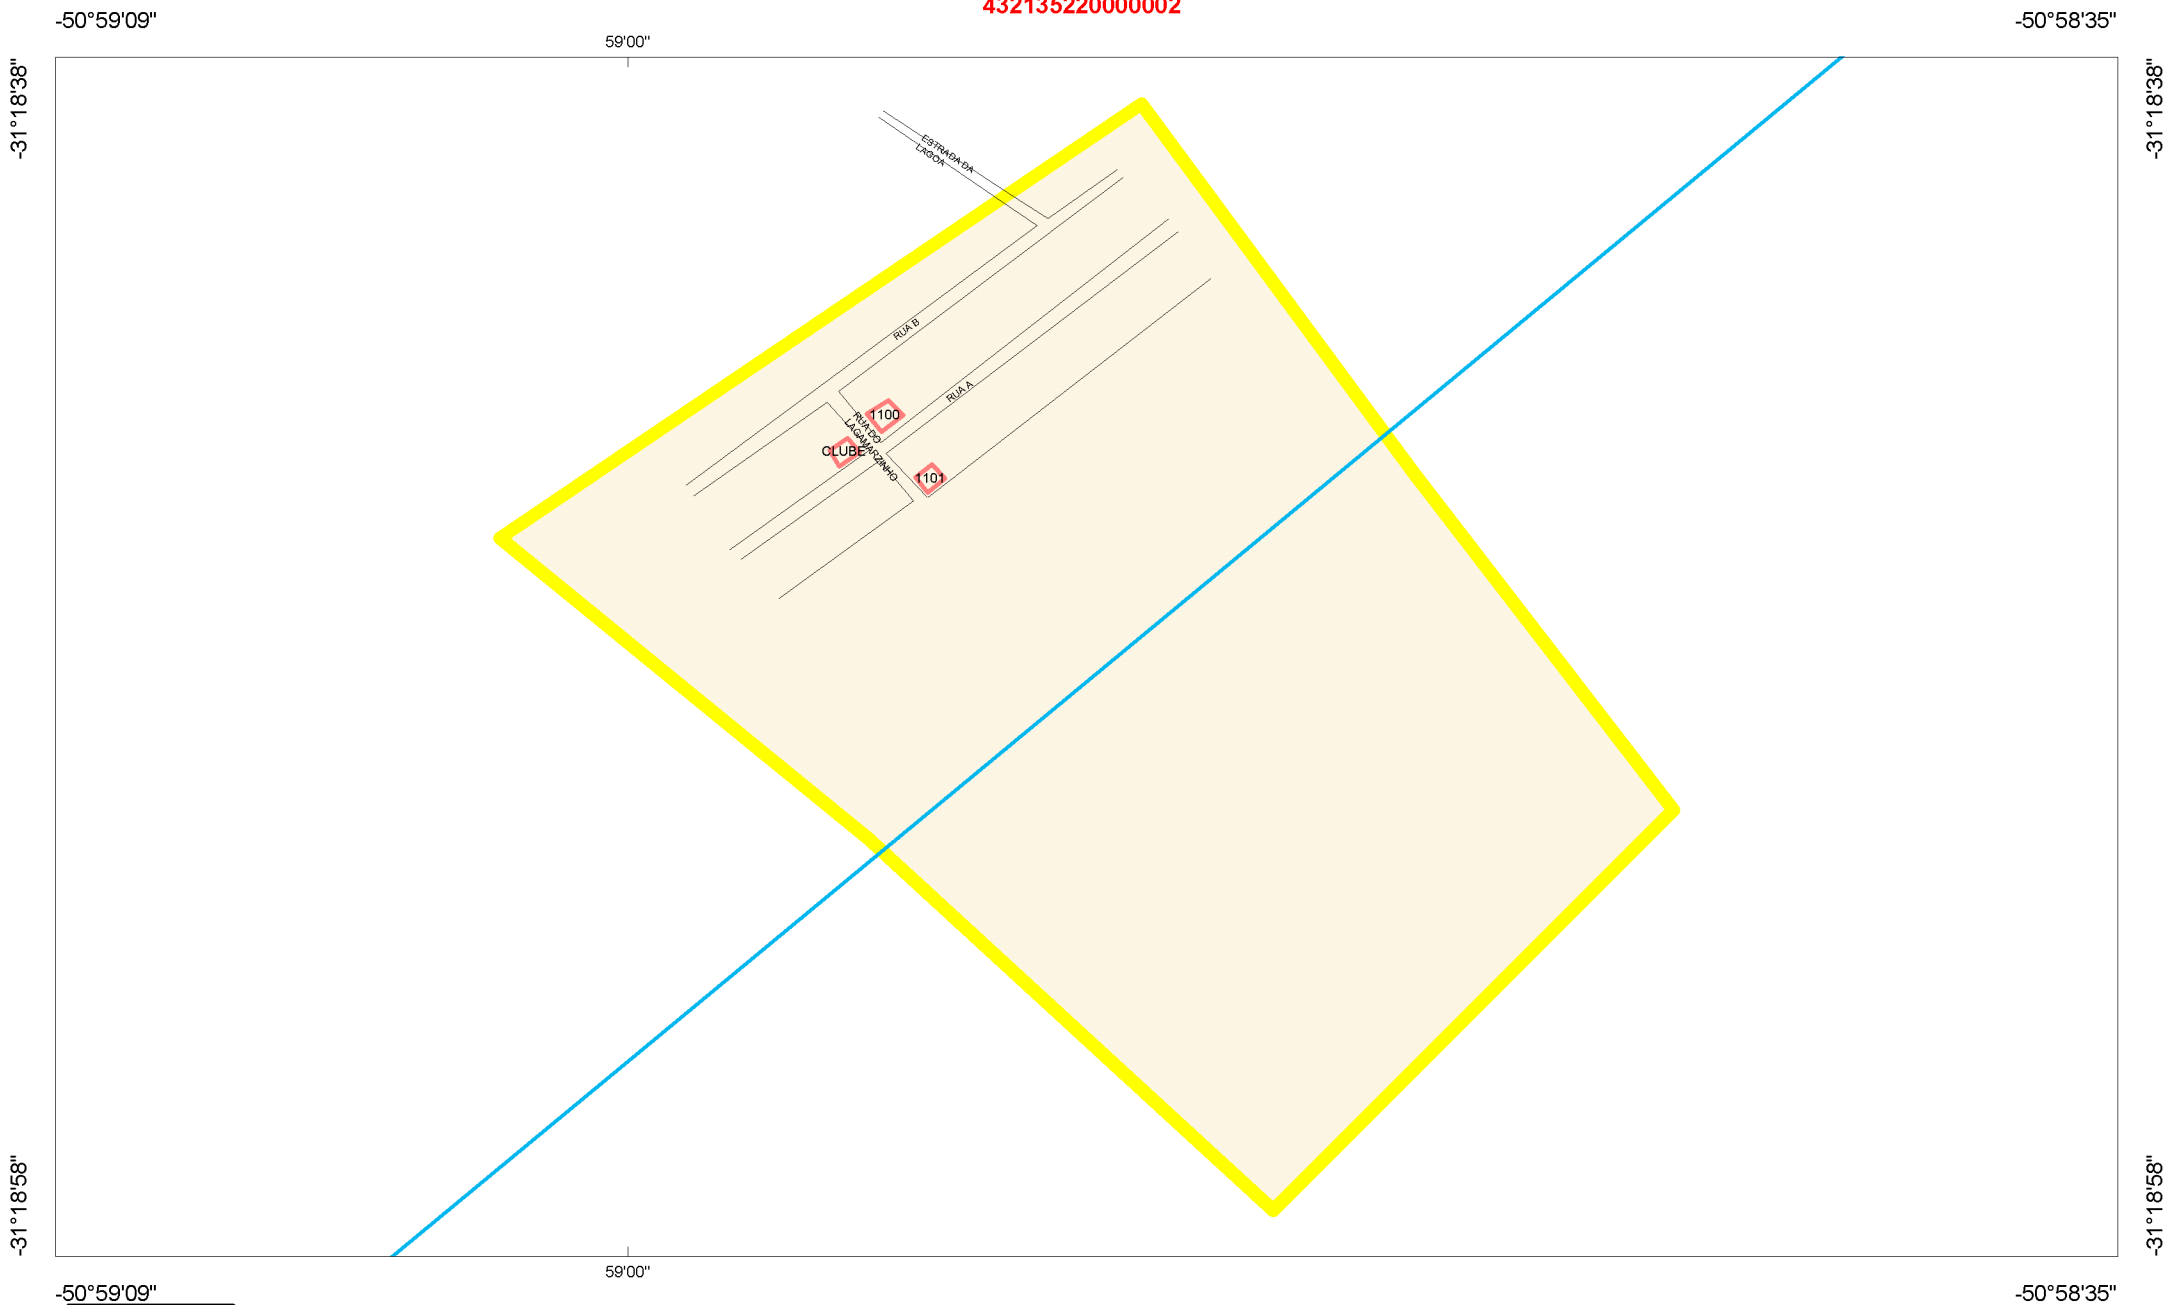 432135220000002
-50°59'09"
-50°58'35"
59'00"
-31°18'38"
-31°18'38"
ESTRADA DA
LAGOA
RUA B
RUA A
1100
RUA DO
LAGAMARZINHO
CLUBE
1101
-31°18'58"
-31°18'58"
59'00"
-50°59'09"
-50°58'35"